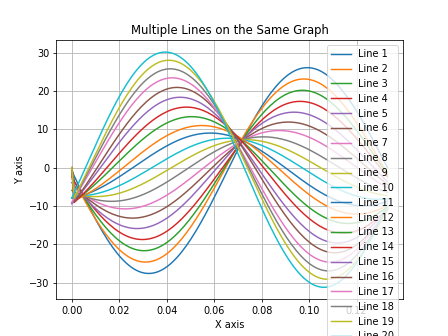 Multiple Lines on the Same Graph
Y axis
30
20
10
0
−10
−20
−30
0.00
0.02
0.04
0.06
0.08
0.10
X axis
Line 1
Line 2
Line 3
Line 4
Line 5
Line 6
Line 7
Line 8
Line 9
Line 10
Line 11
Line 12
Line 13
Line 14
Line 15
Line 16
Line 17
Line 18
Line 19
Line 20